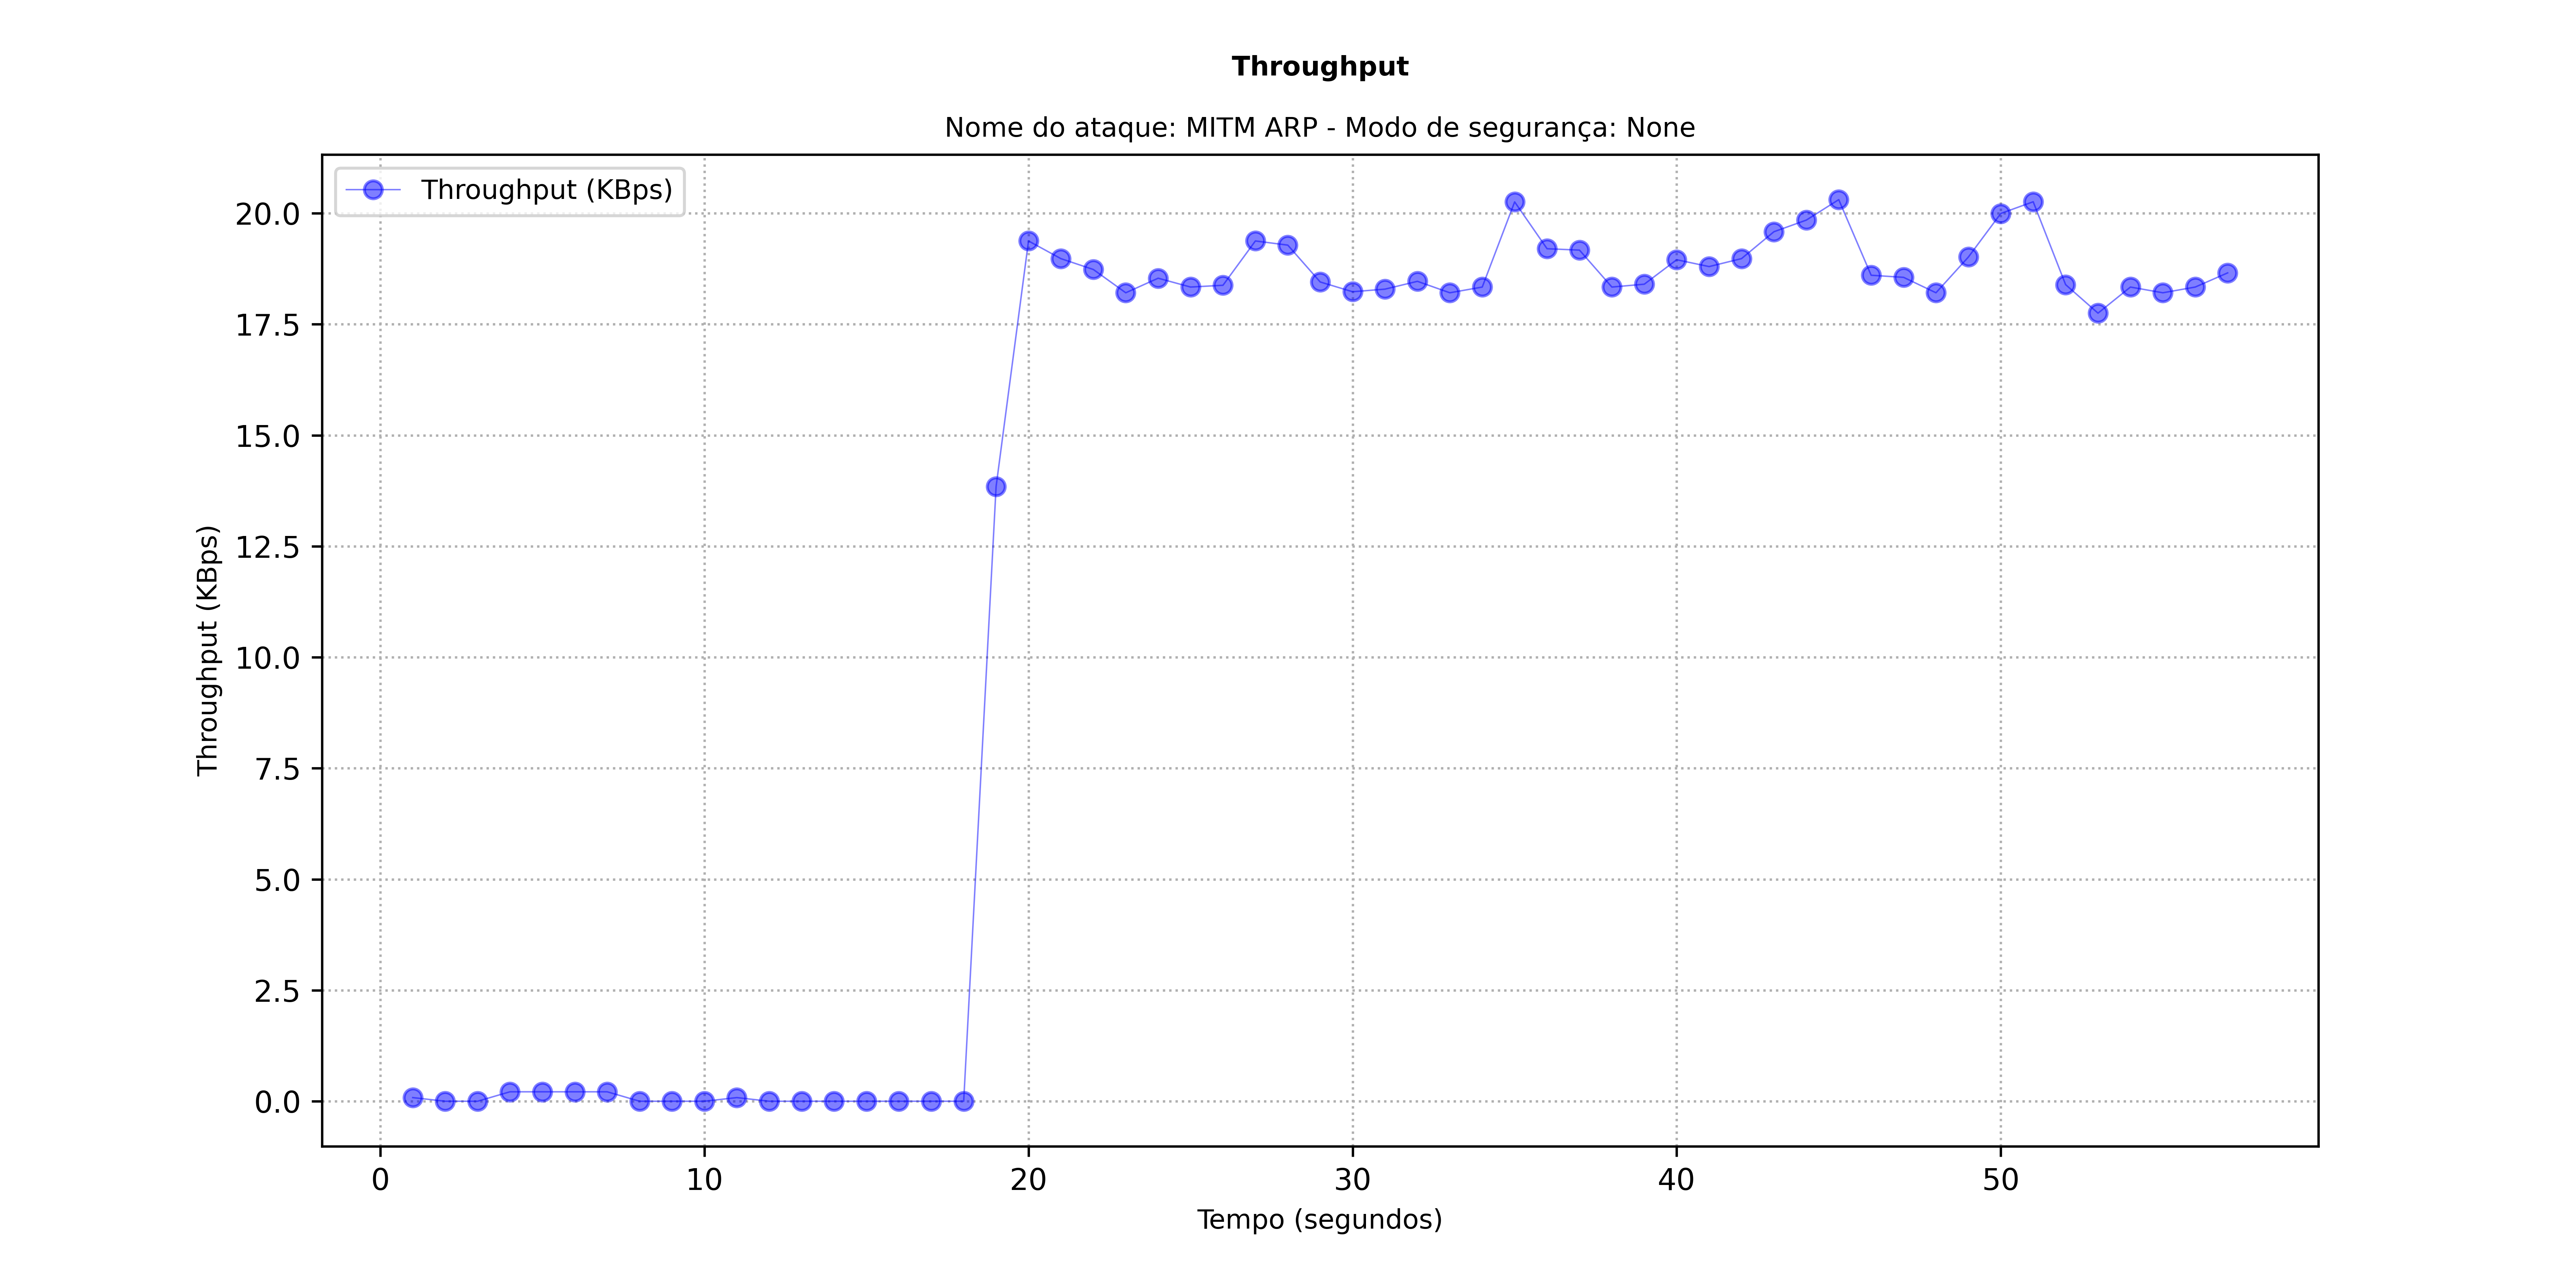 Throughput
Nome do ataque: MITM ARP - Modo de segurança: None
Throughput (KBps)
20.0
17.5
15.0
12.5
10.0
7.5
5.0
2.5
0.0
Throughput (KBps)
0 10 20 30 40 50
Tempo (segundos)